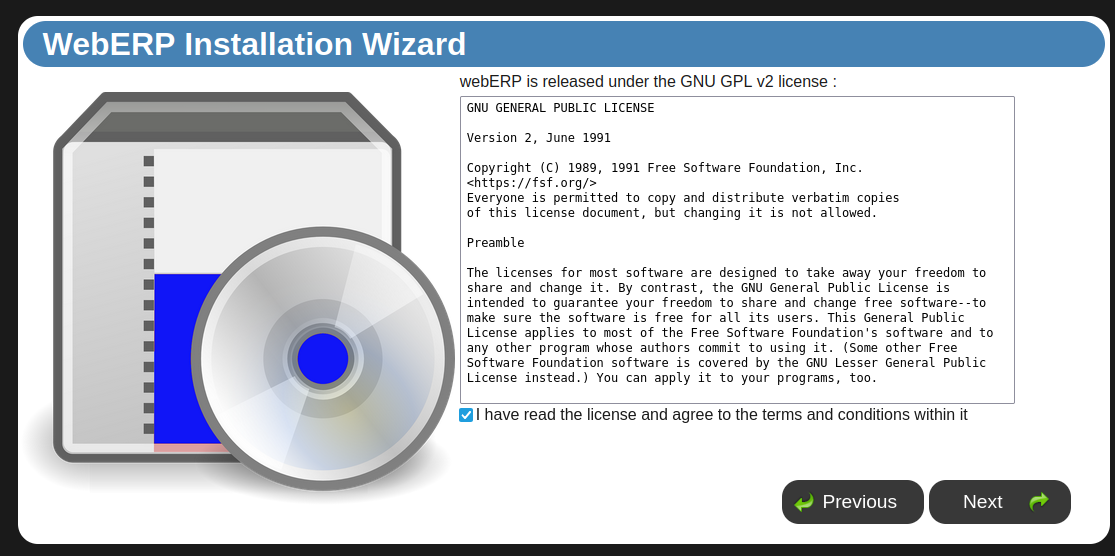 WebERP Installation Wizard
webERP is released under the GNU GPL v2 license :
GNU GENERAL PUBLIC LICENSE
Version 2, June 1991
Copyright (C) 1989, 1991 Free Software Foundation, Inc.
<https://fsf.org/>
Everyone is permitted to copy and distribute verbatim copies
of this license document, but changing it is not allowed.
Preamble
The licenses for most software are designed to take away your freedom to
share and change it. By contrast, the GNU General Public License is
intended to guarantee your freedom to share and change free software--to
make sure the software is free for all its users. This General Public
License applies to most of the Free Software Foundation's software and to
any other program whose authors commit to using it. (Some other Free
Software Foundation software is covered by the GNU Lesser General Public
License instead.) You can apply it to your programs, too.
I have read the license and agree to the terms and conditions within it
Previous
Next